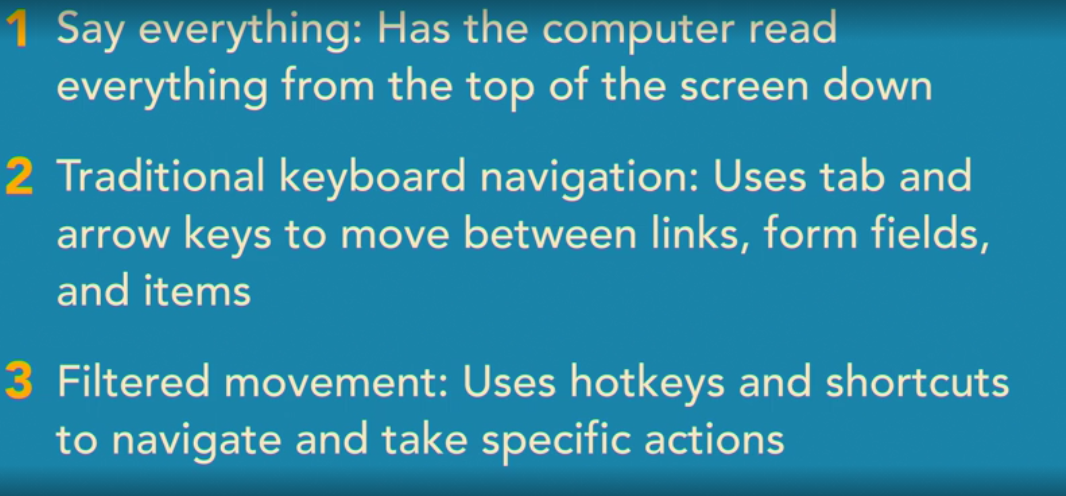 1 Say everything: Has the computer read
everything from the top of the screen down
2 Traditional keyboard navigation: Uses tab and
arrow keys to move between links, form fields,
and items
3 Filtered movement: Uses hotkeys and shortcuts
to navigate and take specific actions